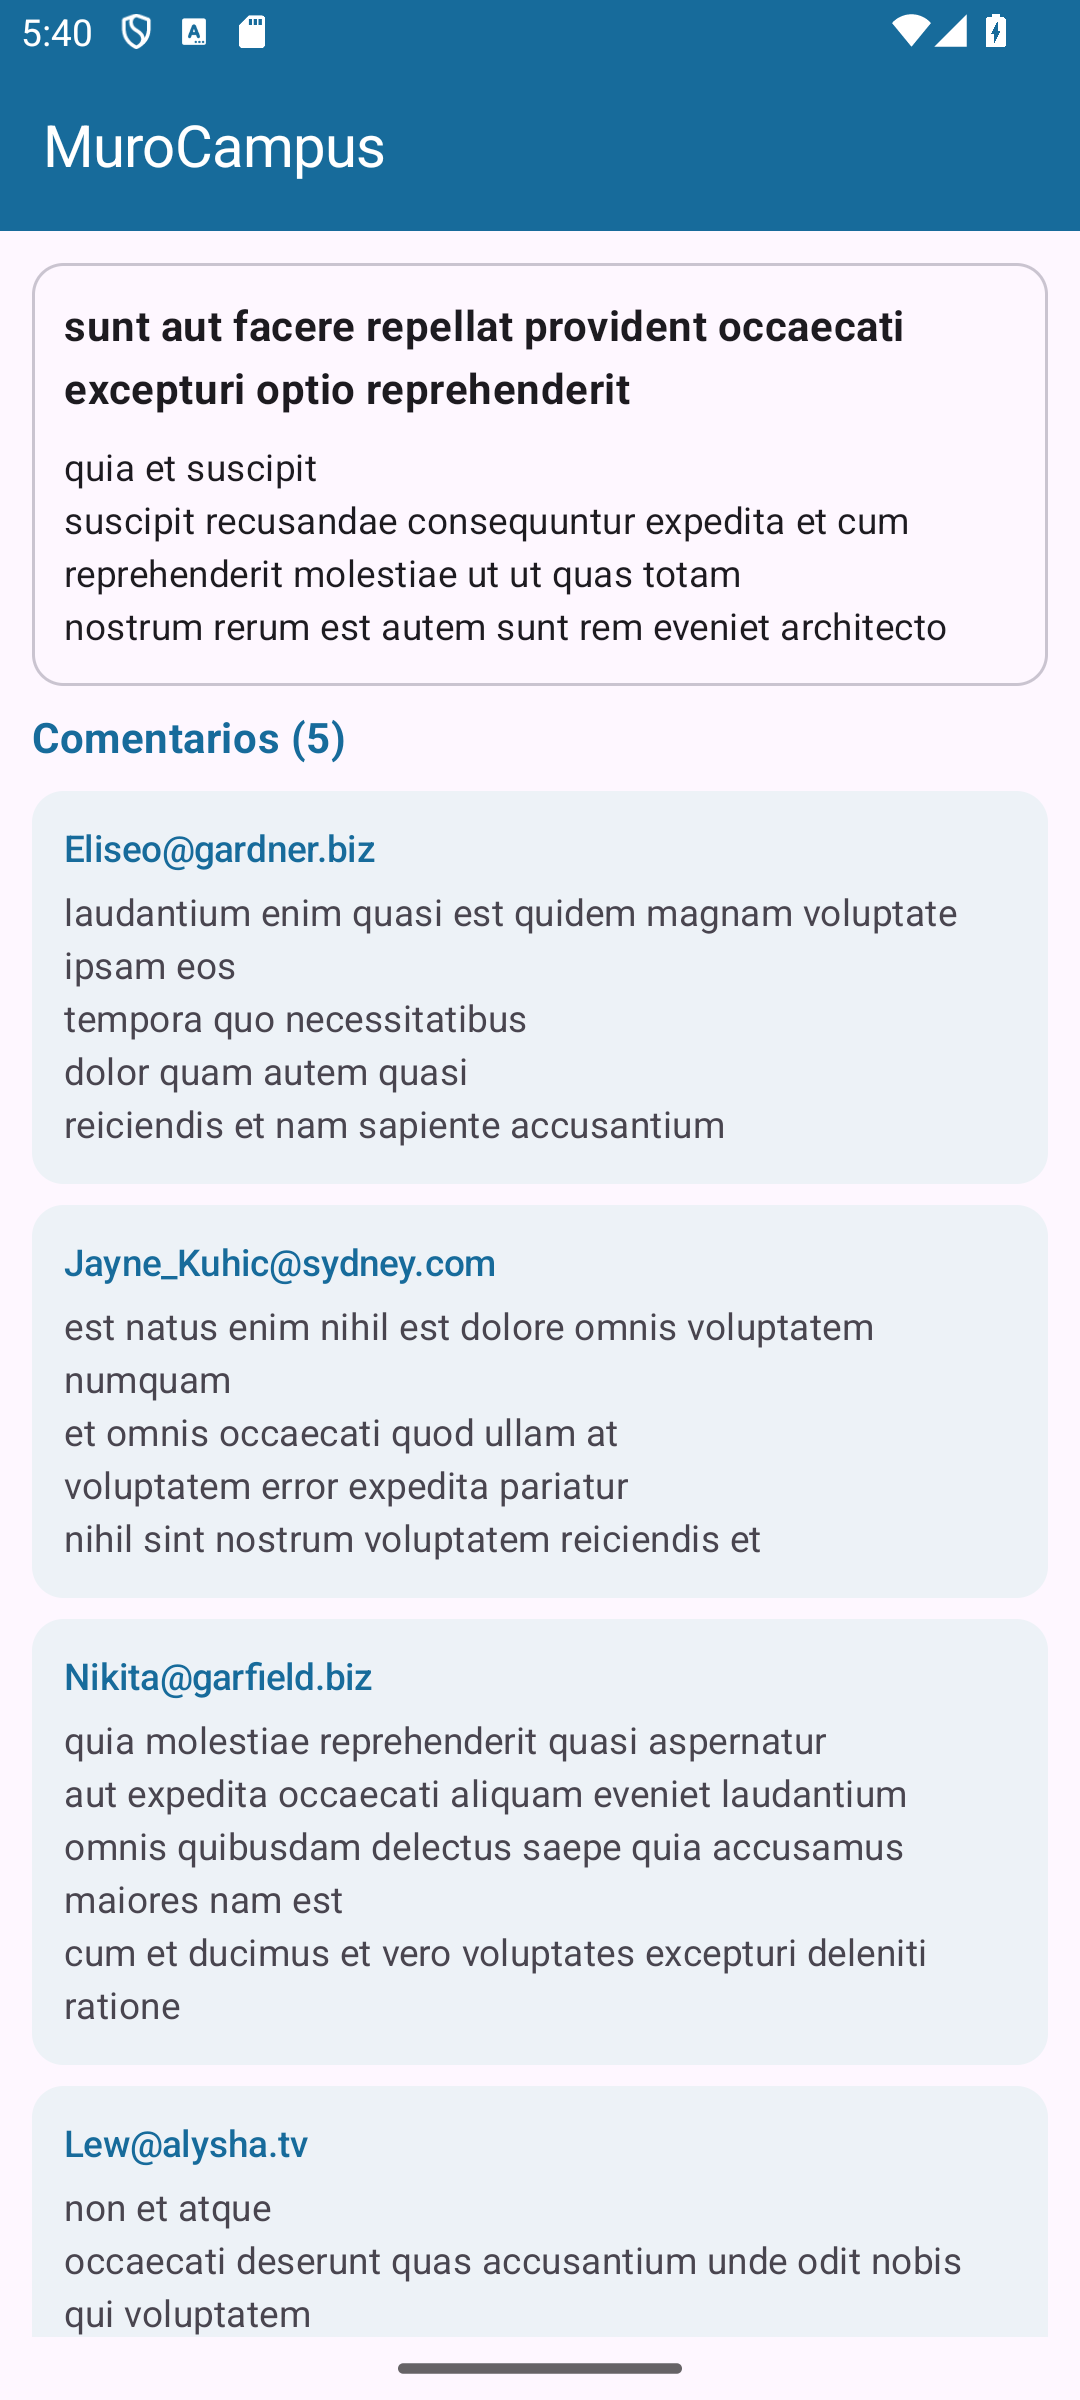 5:40
MuroCampus
sunt aut facere repellat provident occaecati
excepturi optio reprehenderit
quia et suscipit
suscipit recusandae consequuntur expedita et cum
reprehenderit molestiae ut ut quas totam
nostrum rerum est autem sunt rem eveniet architecto
Comentarios (5)
Eliseo@gardner.biz
laudantium enim quasi est quidem magnam voluptate
ipsam eos
tempora quo necessitatibus
dolor quam autem quasi
reiciendis et nam sapiente accusantium
Jayne_Kuhic@sydney.com
est natus enim nihil est dolore omnis voluptatem
numquam
et omnis occaecati quod ullam at
voluptatem error expedita pariatur
nihil sint nostrum voluptatem reiciendis et
Nikita@garfield.biz
quia molestiae reprehenderit quasi aspernatur
aut expedita occaecati aliquam eveniet laudantium
omnis quibusdam delectus saepe quia accusamus
maiores nam est
cum et ducimus et vero voluptates excepturi deleniti
ratione
Lew@alysha.tv
non et atque
occaecati deserunt quas accusantium unde odit nobis
qui voluptatem